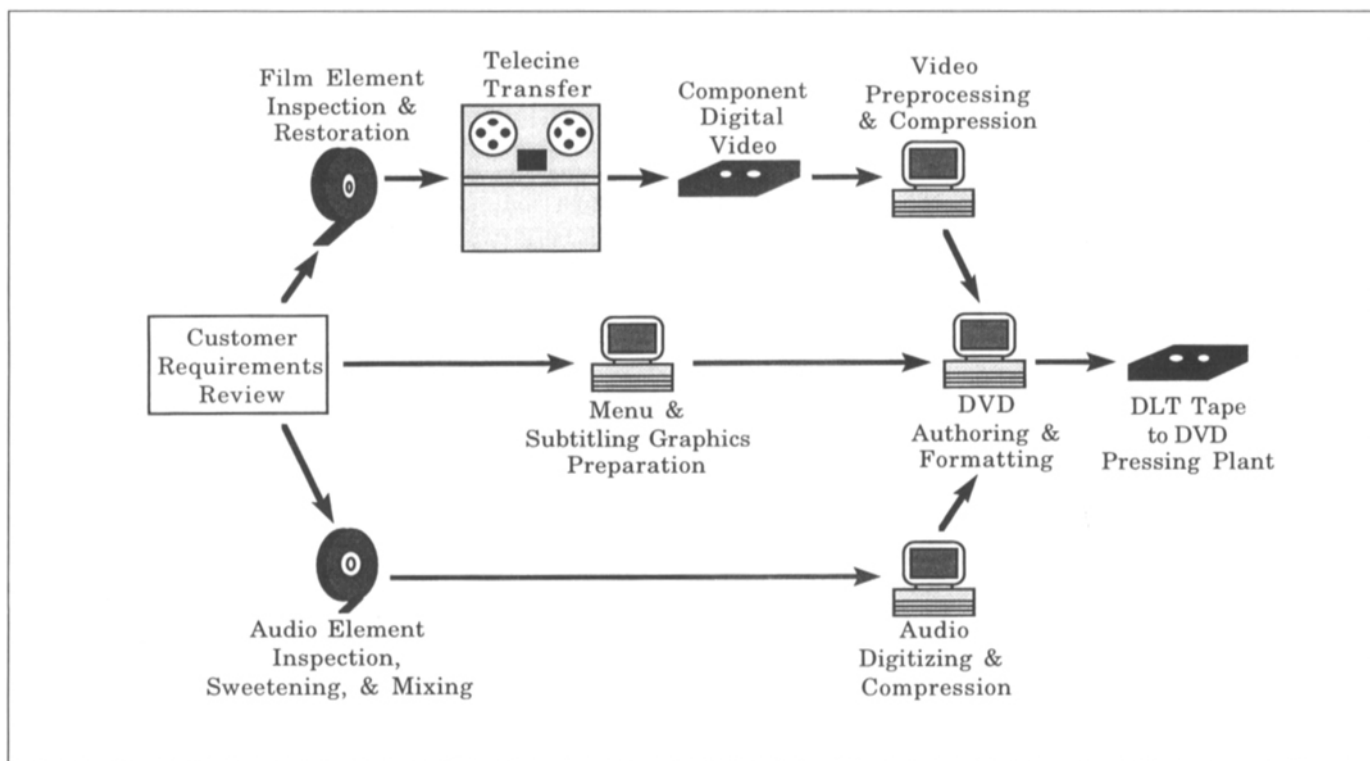 Film Element
Inspection &
Restoration
Telecine
Transfer
Component
Digital
Video
Video
Preprocessing
& Compression
Customer
Requirements
Review
Menu &
Subtitling Graphics
Preparation
DVD
Authoring &
Formatting
DLT Tape
to DVD
Pressing Plant
Audio Element
Inspection,
Sweetening, & Mixing
Audio
Digitizing &
Compression